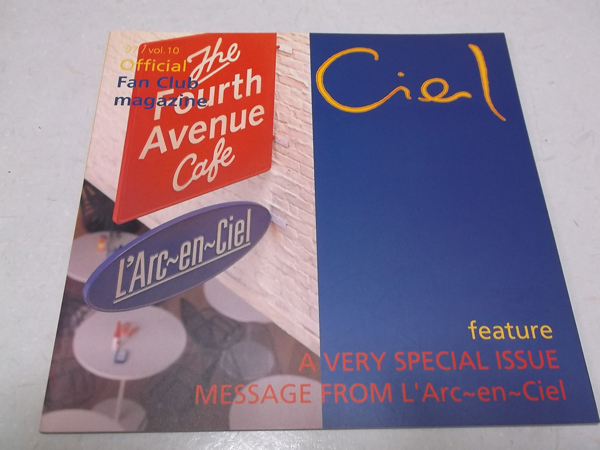 97 / vol.10
Official
Fan Club
magazine
The
Fourth
Avenue
Cafe
L'Arc~en~Ciel
Ciel
feature
A VERY SPECIAL ISSUE
MESSAGE FROM L'Arc~en~Ciel